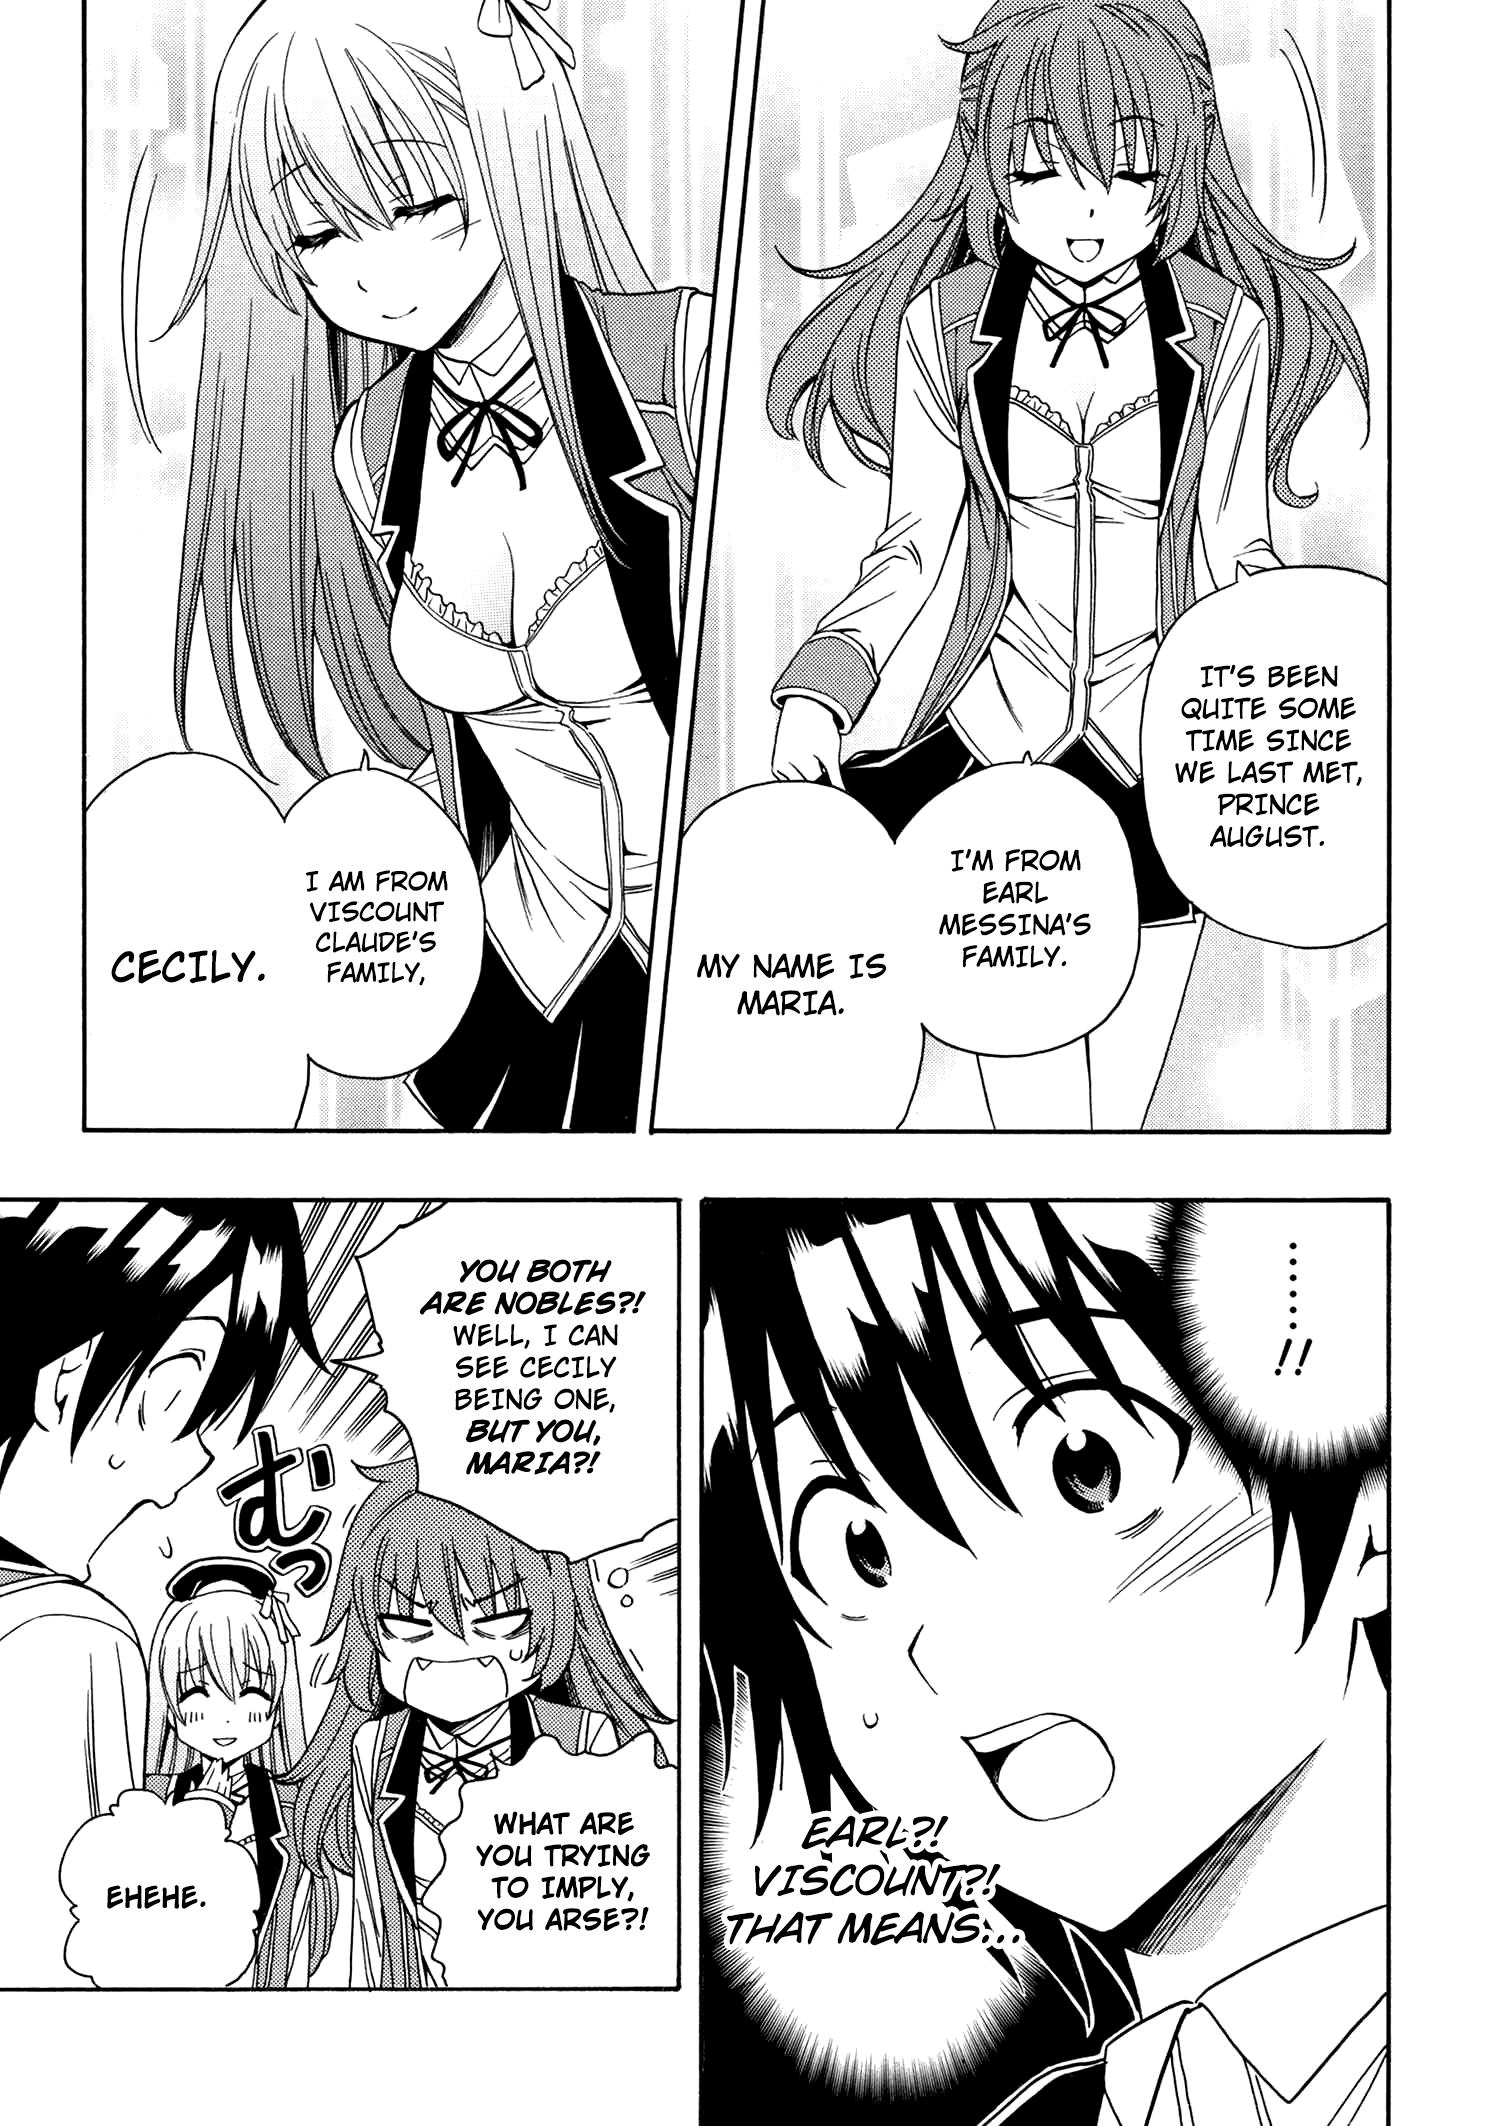 IT'S BEEN
QUITE SOME
TIME SINCE
WE LAST MET,
PRINCE
AUGUST.
I'M FROM
EARL
MESSINA'S
FAMILY.
MY NAME IS
MARIA.
I AM FROM
VISCOUNT
CLAUDE'S
FAMILY,
CECILY.
.......!!
EARL?!
VISCOUNT?!
THAT MEANS...
YOU BOTH
ARE NOBLES?!
WELL, I CAN
SEE CECILY
BEING ONE,
BUT YOU,
MARIA?!
むっ
WHAT ARE
YOU TRYING
TO IMPLY,
YOU ARSE?!
EHEHE.